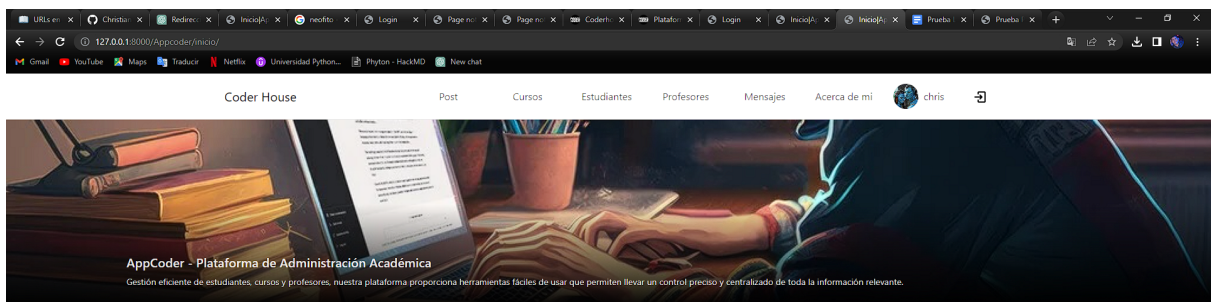 URLs en
Christian
Redirecc
Inicio|Ap
neofito
Login
Page not
Page not
Coderho
Platafor
Login
Inicio|Ap
Inicio|Ap
Prueba
Prueba
127.0.0.1:8000/Appcoder/inicio/
Gmail YouTube Maps Traducir Netflix Universidad Python... Phyton - HackMD New chat
Coder House Post Cursos Estudiantes Profesores Mensajes Acerca de mi chris
AppCoder - Plataforma de Administración Académica
Gestión eficiente de estudiantes, cursos y profesores, nuestra plataforma proporciona herramientas fáciles de usar que permiten llevar un control preciso y centralizado de toda la información relevante.